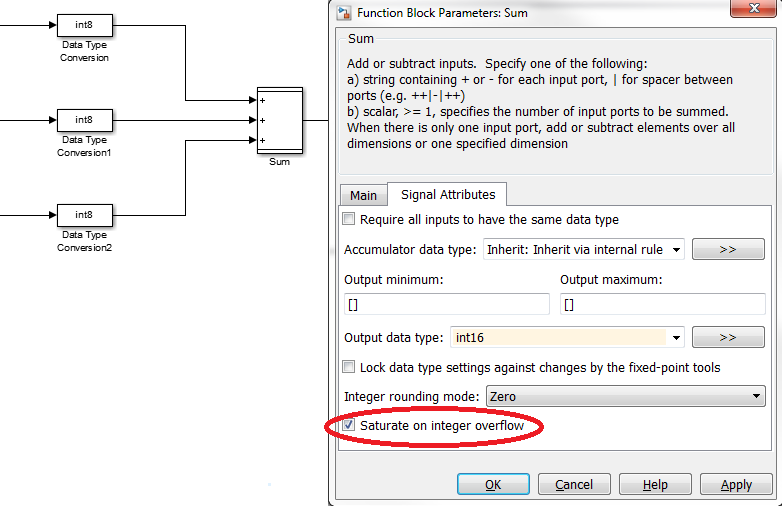 int8
Data Type
Conversion
int8
Data Type
Conversion1
int8
Data Type
Conversion2
+
+
+
Sum
Function Block Parameters: Sum
Sum
Add or subtract inputs.  Specify one of the following:
a) string containing + or - for each input port, | for spacer between
ports (e.g. ++|-|++)
b) scalar, >= 1, specifies the number of input ports to be summed.
When there is only one input port, add or subtract elements over all
dimensions or one specified dimension
Main
Signal Attributes
Require all inputs to have the same data type
Accumulator data type: Inherit: Inherit via internal rule >>
Output minimum: Output maximum:
[] []
Output data type: int16 >>
Lock data type settings against changes by the fixed-point tools
Integer rounding mode: Zero
Saturate on integer overflow
OK Cancel Help Apply